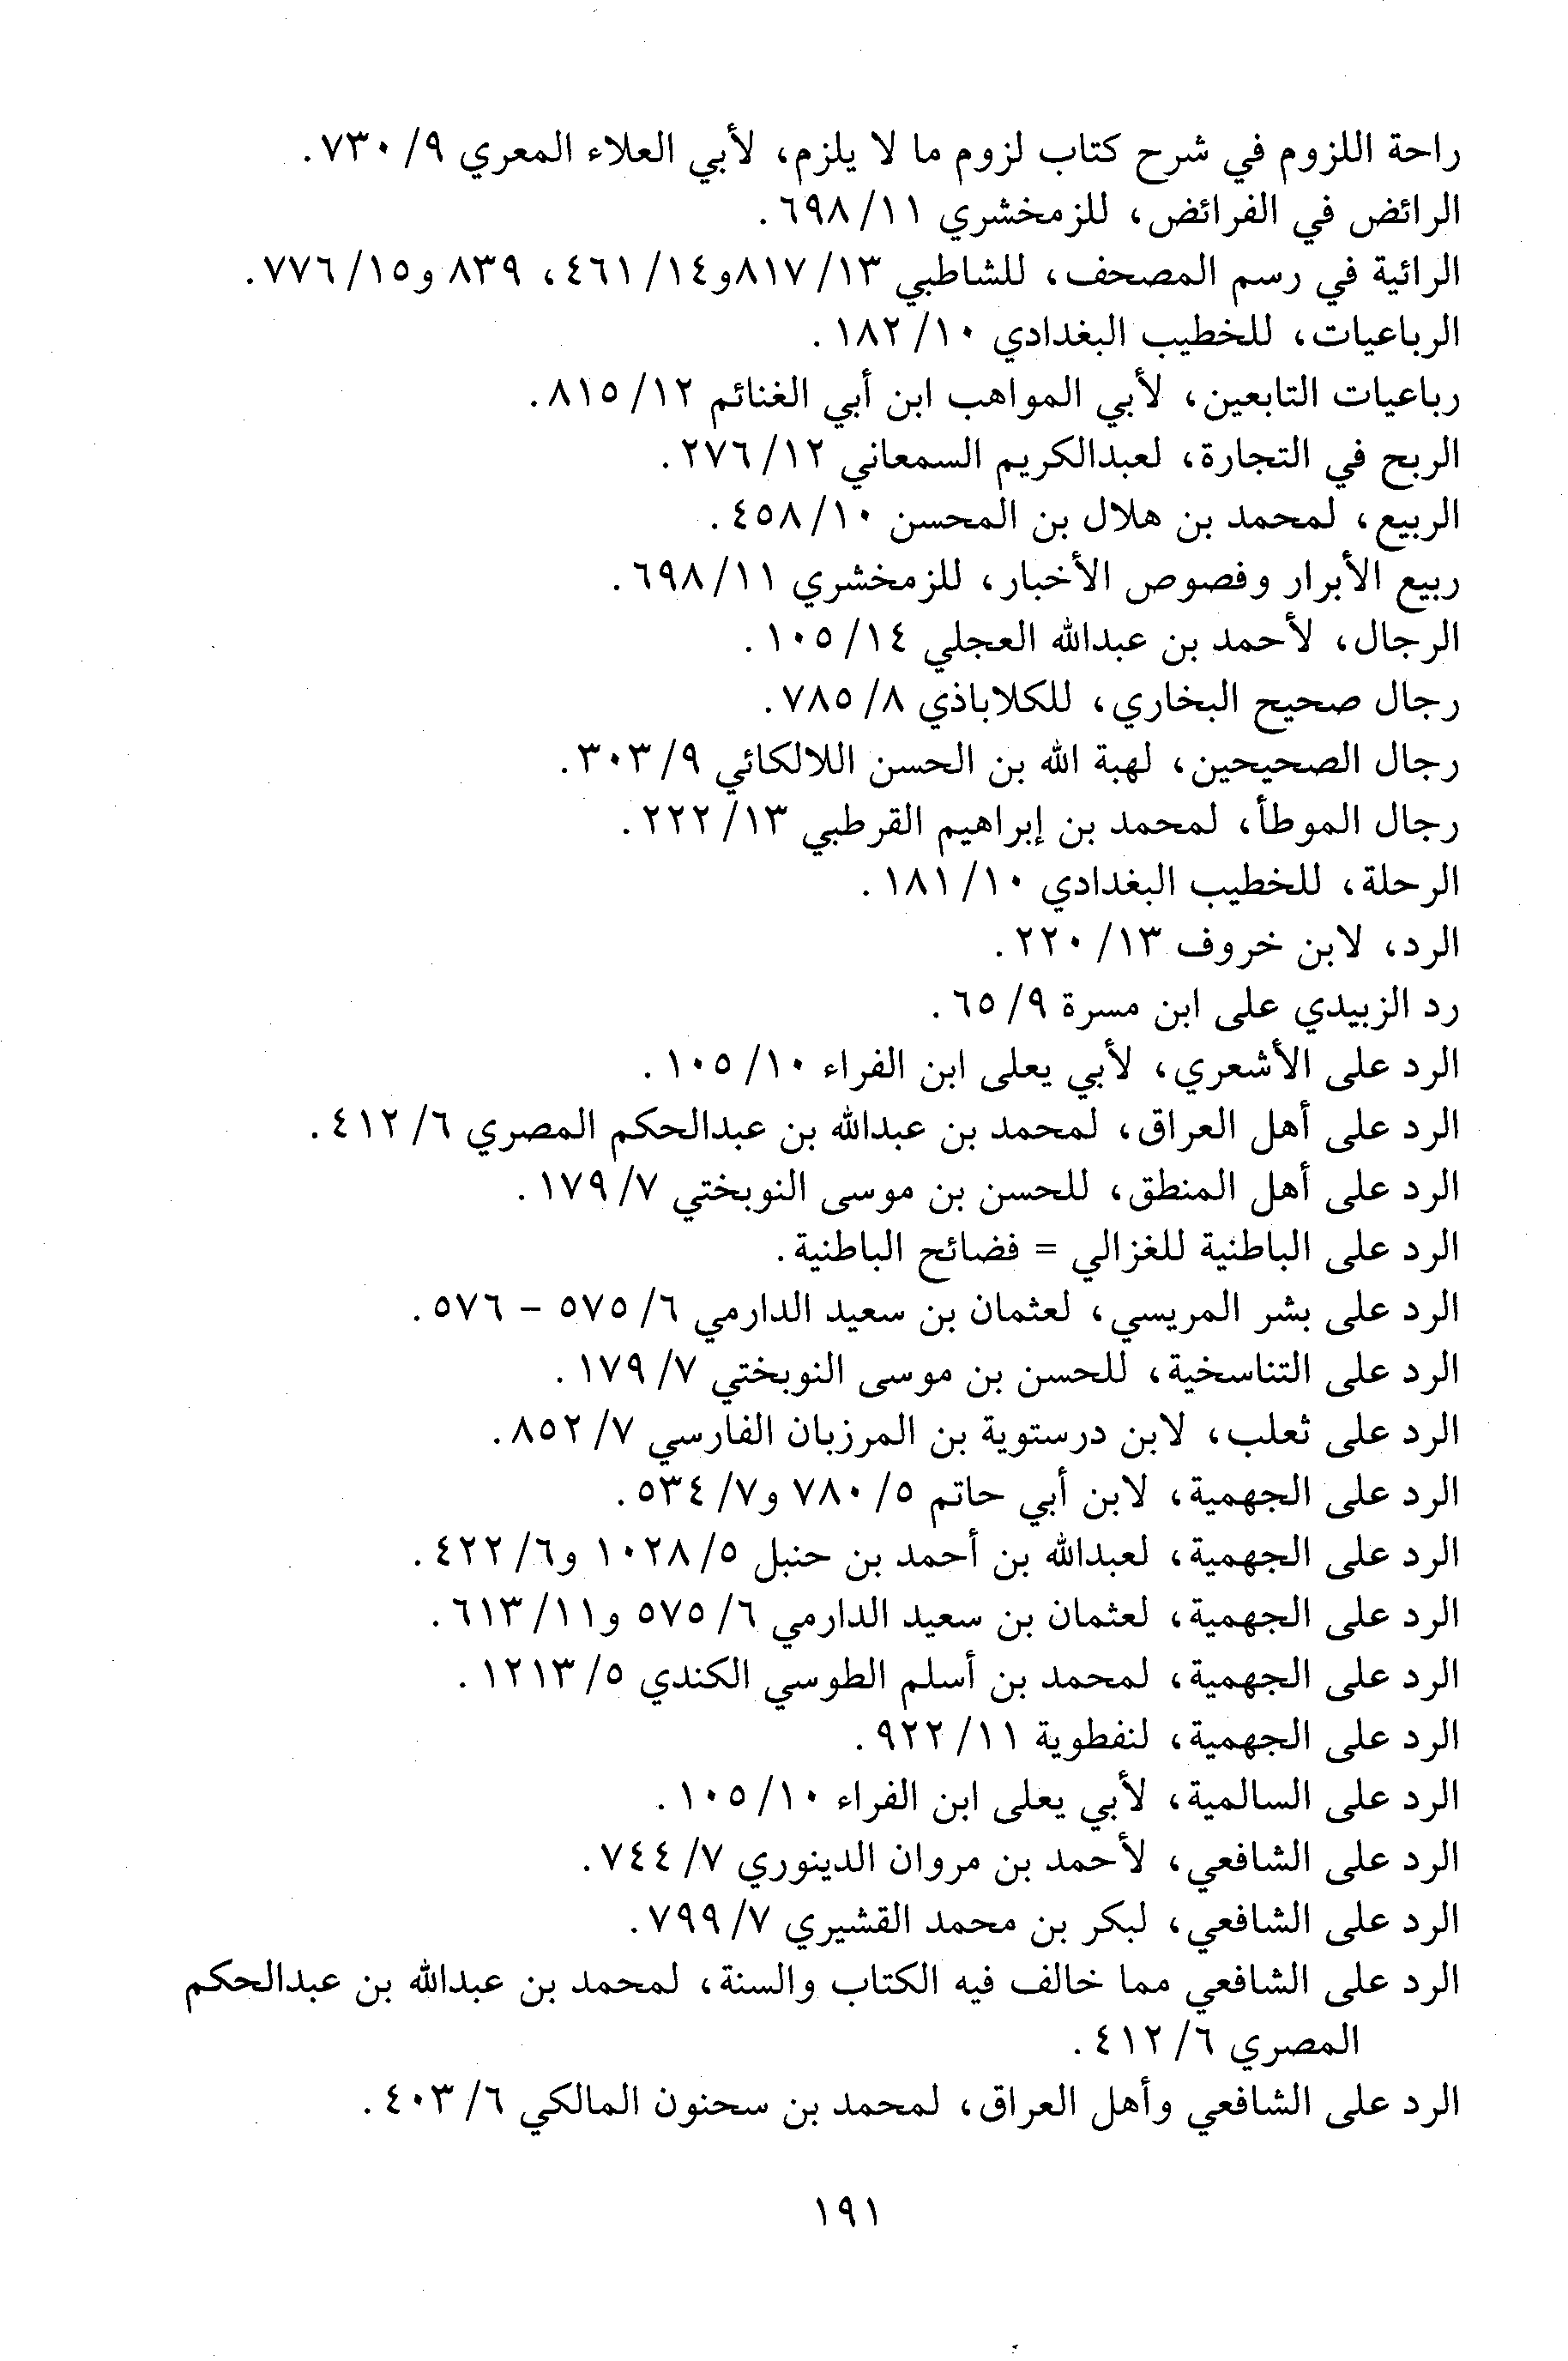 راحة اللزوم في شرح كتاب لزوم ما لا يلزم، لأبي العلاء المعري ٩/ ٧٣٠.
الرائض في الفرائض، للزمخشري ١١/ ٦٩٨.
الرائية في رسم المصحف، للشاطبي ١٣/ ٨١٧و١٤/ ٤٦١، ٨٣٩ و١٥/ ٧٧٦.
الرباعيات، للخطيب البغدادي ١٠/ ١٨٢.
رباعيات التابعين، لأبي المواهب ابن أبي الغنائم ١٢/ ٨١٥.
الربح في التجارة، لعبدالكريم السمعاني ١٢/ ٢٧٦.
الربيع، لمحمد بن هلال بن المحسن ١٠/ ٤٥٨.
ربيع الأبرار وفصوص الأخبار، للزمخشري ١١/ ٦٩٨.
الرجال، لأحمد بن عبدالله العجلي ١٤/ ١٠٥.
رجال صحيح البخاري، للكلاباذي ٨/ ٧٨٥.
رجال الصحيحين، لهبة الله بن الحسن اللالكائي ٩/ ٣٠٣.
رجال الموطأ، لمحمد بن إبراهيم القرطبي ١٣/ ٢٢٢.
الرحلة، للخطيب البغدادي ١٠/ ١٨١.
الرد، لابن خروف ١٣/ ٢٢٠.
رد الزبيدي على ابن مسرة ٩/ ٦٥.
الرد على الأشعري، لأبي يعلى ابن الفراء ١٠/ ١٠٥.
الرد على أهل العراق، لمحمد بن عبدالله بن عبدالحكم المصري ٦/ ٤١٢.
الرد على أهل المنطق، للحسن بن موسى النوبختي ٧/ ١٧٩.
الرد على الباطنية للغزالي = فضائح الباطنية.
الرد على بشر المريسي، لعثمان بن سعيد الدارمي ٦/ ٥٧٥ - ٥٧٦.
الرد على التناسخية، للحسن بن موسى النوبختي ٧/ ١٧٩.
الرد على ثعلب، لابن درستوية بن المرزبان الفارسي ٧/ ٨٥٢.
الرد على الجهمية، لابن أبي حاتم ٥/ ٧٨٠ و٧/ ٥٣٤.
الرد على الجهمية، لعبدالله بن أحمد بن حنبل ٥/ ١٠٢٨ و٦/ ٤٢٢.
الرد على الجهمية، لعثمان بن سعيد الدارمي ٦/ ٥٧٥ و١١/ ٦١٣.
الرد على الجهمية، لمحمد بن أسلم الطوسي الكندي ٥/ ١٢١٣.
الرد على الجهمية، لنفطوية ١١/ ٩٢٢.
الرد على السالمية، لأبي يعلى ابن الفراء ١٠/ ١٠٥.
الرد على الشافعي، لأحمد بن مروان الدينوري ٧/ ٧٤٤.
الرد على الشافعي، لبكر بن محمد القشيري ٧/ ٧٩٩.
الرد على الشافعي مما خالف فيه الكتاب والسنة، لمحمد بن عبدالله بن عبدالحكم
المصري ٦/ ٤١٢.
الرد على الشافعي وأهل العراق، لمحمد بن سحنون المالكي ٦/ ٤٠٣.
١٩١